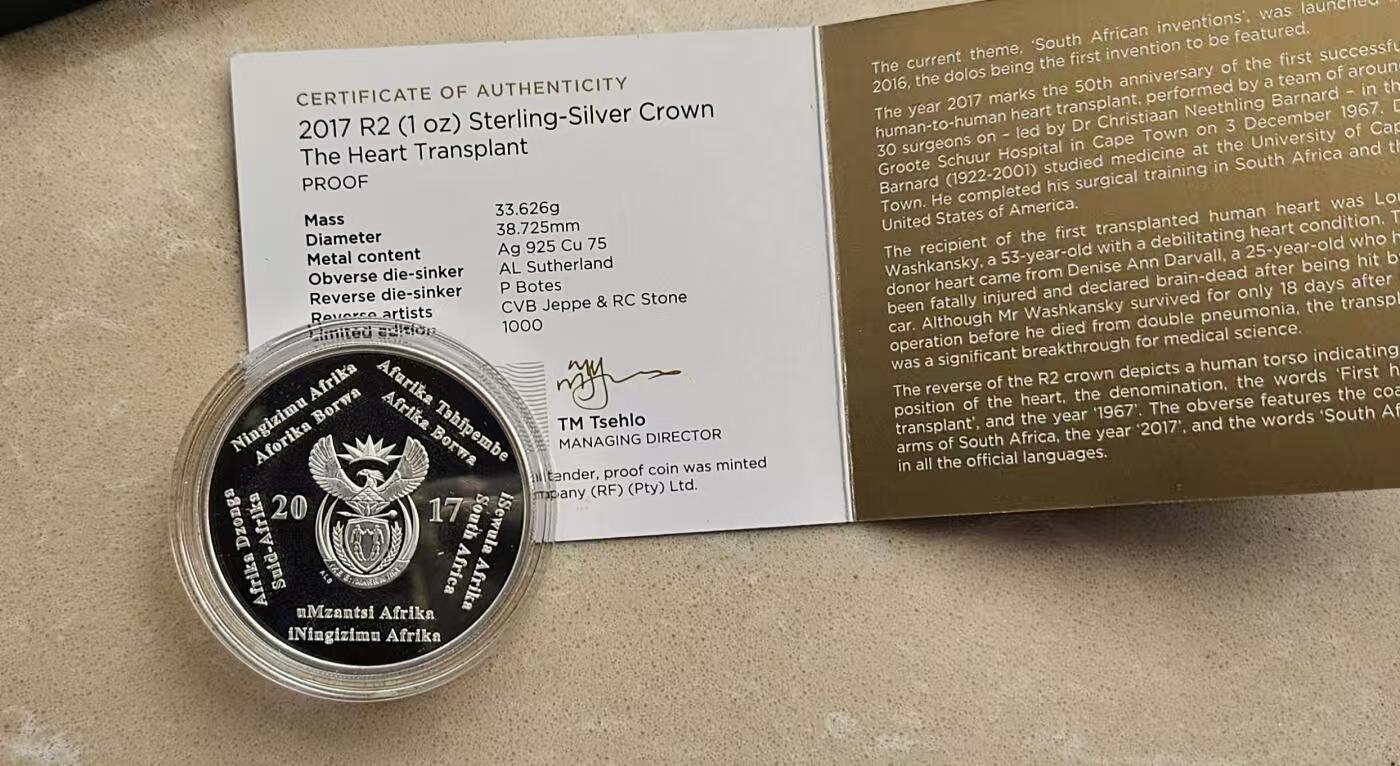 CERTIFICATE OF AUTHENTICITY
2017 R2 (1 oz) Sterling-Silver Crown
The Heart Transplant
PROOF
Mass 33.626g
Diameter 38.725mm
Metal content Ag 925 Cu 75
Obverse die-sinker AL Sutherland
Reverse die-sinker P Botes
Reverse artists CVB Jeppe & RC Stone
Limited edition 1000
TM Tsehlo
MANAGING DIRECTOR
tender, proof coin was minted
(RF) (Pty) Ltd.
The current theme, 'South African inventions', was launched
2016, the dolos being the first invention to be featured.
The year 2017 marks the 50th anniversary of the first
human-to-human heart transplant, performed by a team of
30 surgeons on – led by Dr Christiaan Neethling Barnard – in
Groote Schuur Hospital in Cape Town on 3 December 1967.
Barnard (1922-2001) studied medicine at the University of
Town. He completed his surgical training in South Africa and
United States of America.
The recipient of the first transplanted human heart was
Washkansky, a 53-year-old with a debilitating heart condition.
donor heart came from Denise Ann Darvall, a 25-year-old who
been fatally injured and declared brain-dead after being hit
car. Although Mr Washkansky survived for only 18 days after
operation before he died from double pneumonia, the
was a significant breakthrough for medical science.
The reverse of the R2 crown depicts a human torso indicating
position of the heart, the denomination, the words 'First
transplant', and the year '1967'. The obverse features the
arms of South Africa, the year '2017', and the words 'South
in all the official languages.
Ningizimu Afrika
Aforika Borwa
Afurika Tshipembe
Afrika Borwa
Afrika Dzonga
Suid-Afrika
20 17
iSewula Afrika
South Africa
ALS
uMzantsi Afrika
iNingizimu Afrika